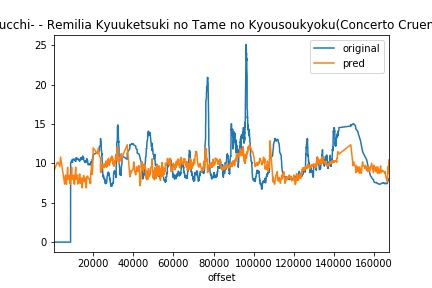 ucchi- - Remilia Kyuuketsuki no Tame no Kyousoukyoku(Concerto Cruen
original
pred
25
20
15
10
5
0
20000 40000 60000 80000 100000 120000 140000 160000
offset